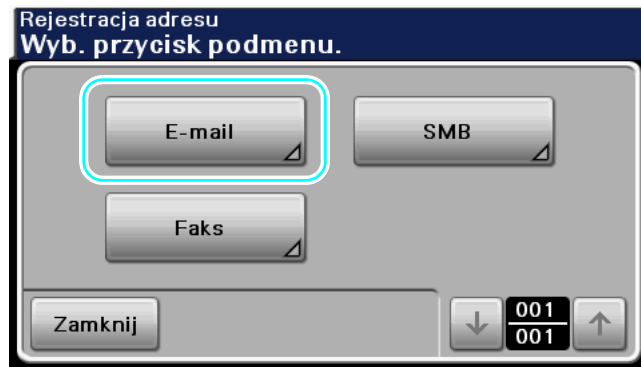 Rejestracja adresu
Wyb. przycisk podmenu.
E-mail
SMB
Faks
Zamknij
001
001